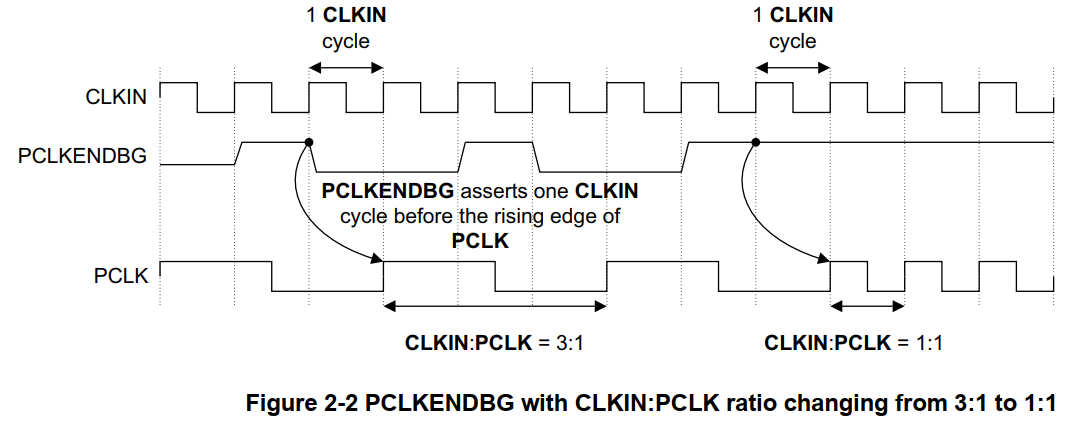 1 CLKIN
cycle
1 CLKIN
cycle
CLKIN
PCLKENDBG
PCLKENDBG asserts one CLKIN
cycle before the rising edge of
PCLK
PCLK
CLKIN:PCLK = 3:1
CLKIN:PCLK = 1:1
Figure 2-2 PCLKENDBG with CLKIN:PCLK ratio changing from 3:1 to 1:1